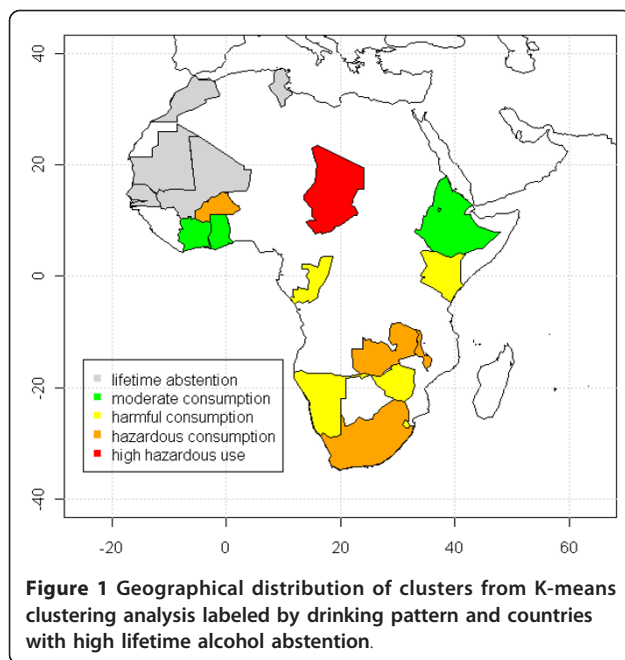 40
20
0
-20
-40
lifetime abstention
moderate consumption
harmful consumption
hazardous consumption
high hazardous use
-20 0 20 40 60
Figure 1 Geographical distribution of clusters from K-means
clustering analysis labeled by drinking pattern and countries
with high lifetime alcohol abstention.